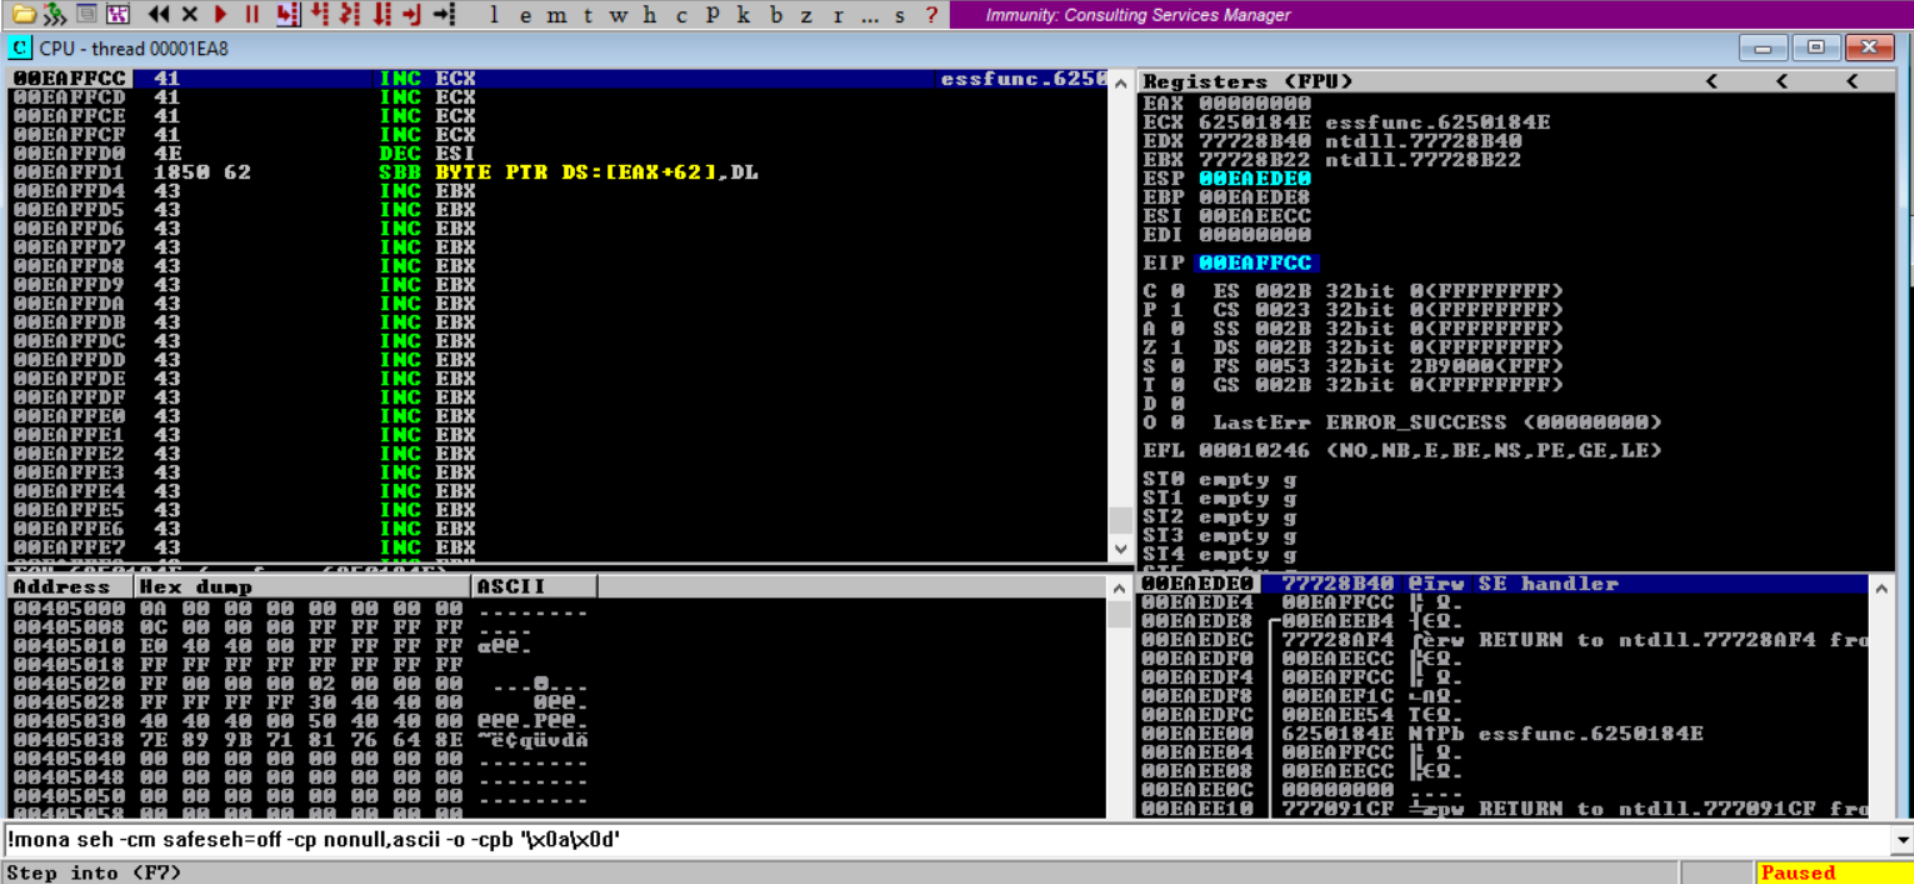 l e m t w h c P k b z r ... s ? Immunity: Consulting Services Manager
C CPU - thread 00001EA8
00EAFFCC 41 INC ECX essfunc.6250
00EAFFCD 41 INC ECX
00EAFFCE 41 INC ECX
00EAFFCF 41 INC ECX
00EAFFD0 4E DEC ESI
00EAFFD1 1850 62 SBB BYTE PTR DS:[EAX+62],DL
00EAFFD4 43 INC EBX
00EAFFD5 43 INC EBX
00EAFFD6 43 INC EBX
00EAFFD7 43 INC EBX
00EAFFD8 43 INC EBX
00EAFFD9 43 INC EBX
00EAFFDA 43 INC EBX
00EAFFDB 43 INC EBX
00EAFFDC 43 INC EBX
00EAFFDD 43 INC EBX
00EAFFDE 43 INC EBX
00EAFFDF 43 INC EBX
00EAFFE0 43 INC EBX
00EAFFE1 43 INC EBX
00EAFFE2 43 INC EBX
00EAFFE3 43 INC EBX
00EAFFE4 43 INC EBX
00EAFFE5 43 INC EBX
00EAFFE6 43 INC EBX
00EAFFE7 43 INC EBX
Registers (FPU) < < <
EAX 00000000
ECX 6250184E essfunc.6250184E
EDX 77728B40 ntdll.77728B40
EBX 77728B22 ntdll.77728B22
ESP 00EAEDE0
EBP 00EAEDE8
ESI 00EAEECC
EDI 00000000
EIP 00EAFFCC
C 0 ES 002B 32bit 0(FFFFFFFF)
P 1 CS 0023 32bit 0(FFFFFFFF)
A 0 SS 002B 32bit 0(FFFFFFFF)
Z 1 DS 002B 32bit 0(FFFFFFFF)
S 0 FS 0053 32bit 2B9000(FFF)
T 0 GS 002B 32bit 0(FFFFFFFF)
D 0
O 0 LastErr ERROR_SUCCESS (00000000)
EFL 00010246 (NO,NB,E,BE,NS,PE,GE,LE)
ST0 empty g
ST1 empty g
ST2 empty g
ST3 empty g
ST4 empty g
Address Hex dump ASCII
00405000 0A 00 00 00 00 00 00 00 ........
00405008 0C 00 00 00 FF FF FF FF ....
00405010 E0 40 40 00 FF FF FF FF α@@.
00405018 FF FF FF FF FF FF FF FF
00405020 FF 00 00 00 02 00 00 00 ...☻...
00405028 FF FF FF FF 30 40 40 00 0@@.
00405030 40 40 40 00 50 40 40 00 @@@.P@@.
00405038 7E 89 9B 71 81 76 64 8E ~ë¢qüvdÄ
00405040 00 00 00 00 00 00 00 00 ........
00405048 00 00 00 00 00 00 00 00 ........
00405050 00 00 00 00 00 00 00 00 ........
00EAEDE0 77728B40 @ïrw SE handler
00EAEDE4 00EAFFCC ╠ Ω.
00EAEDE8 00EAEEB4 ┤εΩ.
00EAEDEC 77728AF4 ⌠èrw RETURN to ntdll.77728AF4 fro
00EAEDF0 00EAEECC ╠εΩ.
00EAEDF4 00EAFFCC ╠ Ω.
00EAEDF8 00EAEF1C ∟∩Ω.
00EAEDFC 00EAEE54 TεΩ.
00EAEE00 6250184E N↑Pb essfunc.6250184E
00EAEE04 00EAFFCC ╠ Ω.
00EAEE08 00EAEECC ╠εΩ.
00EAEE0C 00000000 ....
00EAEE10 777091CF ╧æpw RETURN to ntdll.777091CF fro
!mona seh -cm safeseh=off -cp nonull,ascii -o -cpb '\x0a\x0d'
Step into (F7) Paused